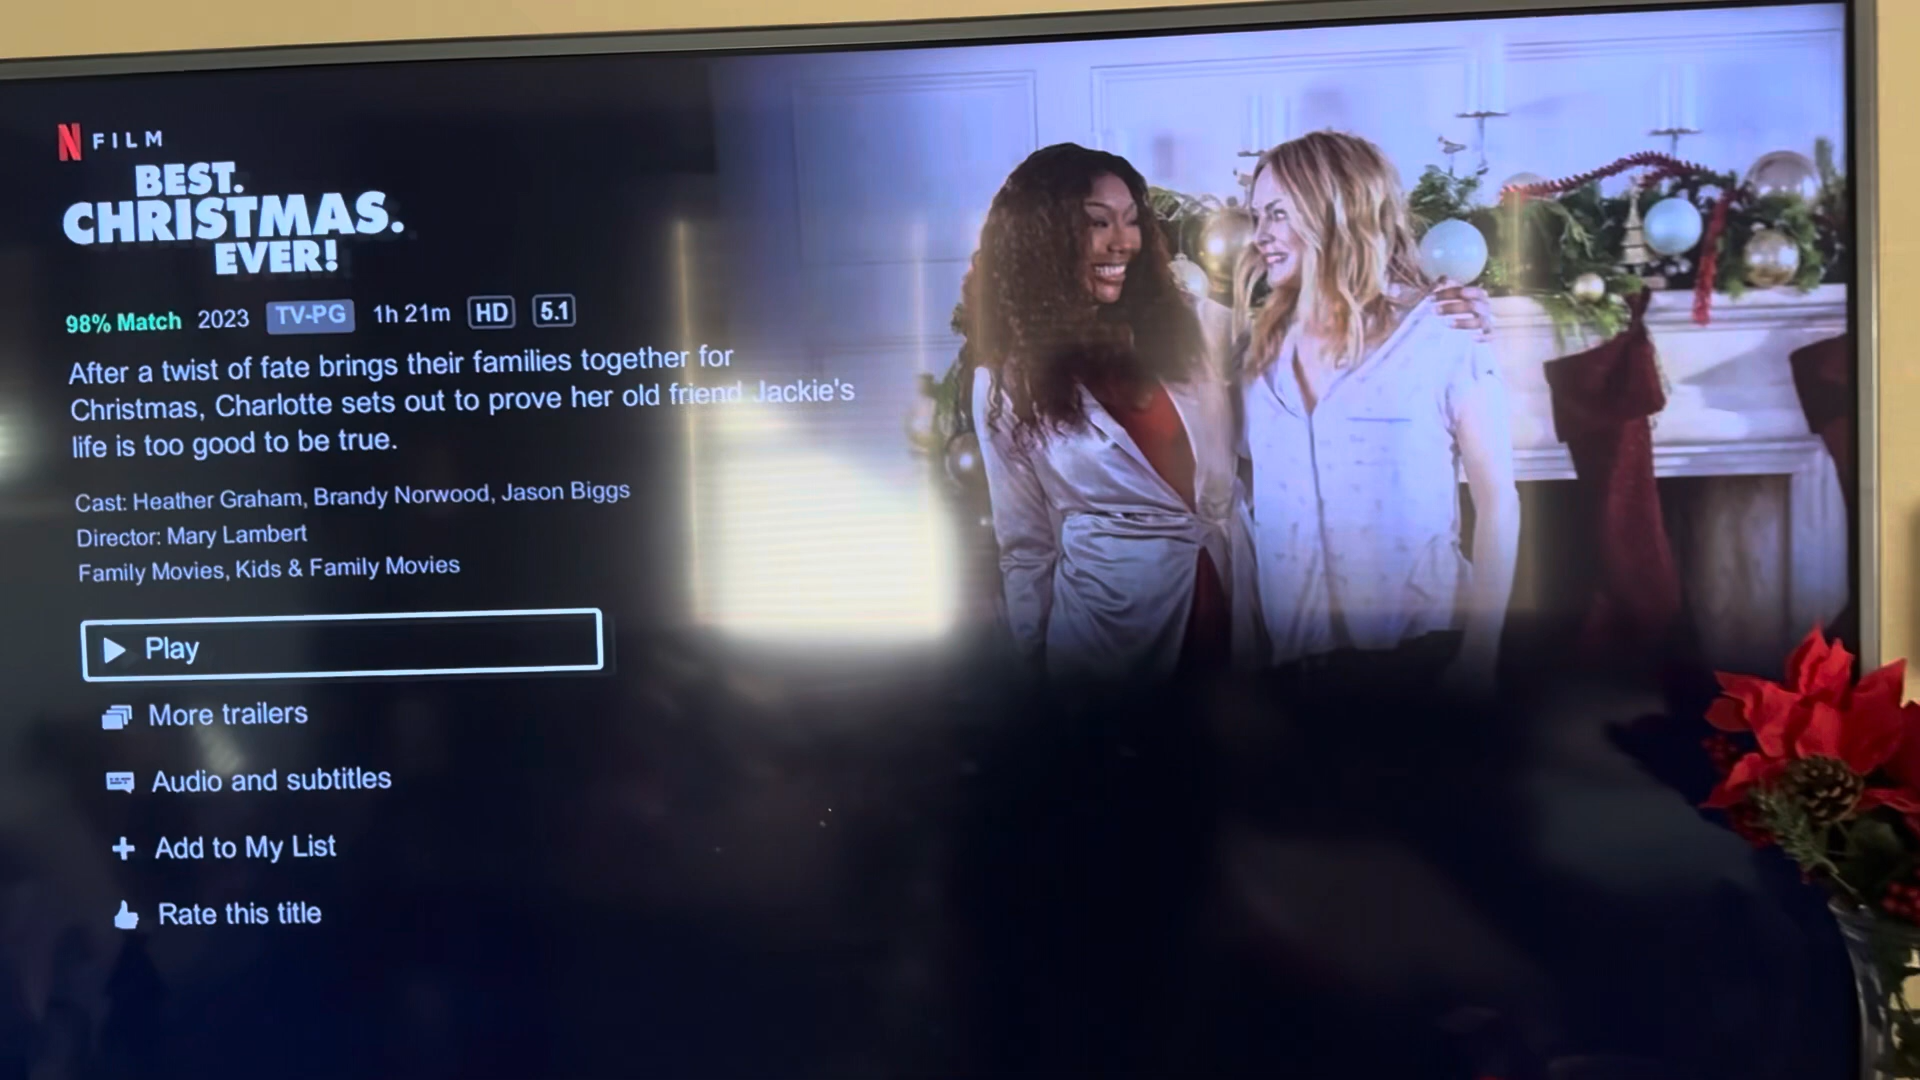 N FILM
BEST.
CHRISTMAS.
EVER!
98% Match 2023 TV-PG 1h 21m HD 5.1
After a twist of fate brings their families together for
Christmas, Charlotte sets out to prove her old friend Jackie's
life is too good to be true.
Cast: Heather Graham, Brandy Norwood, Jason Biggs
Director: Mary Lambert
Family Movies, Kids & Family Movies
Play
More trailers
Audio and subtitles
Add to My List
Rate this title